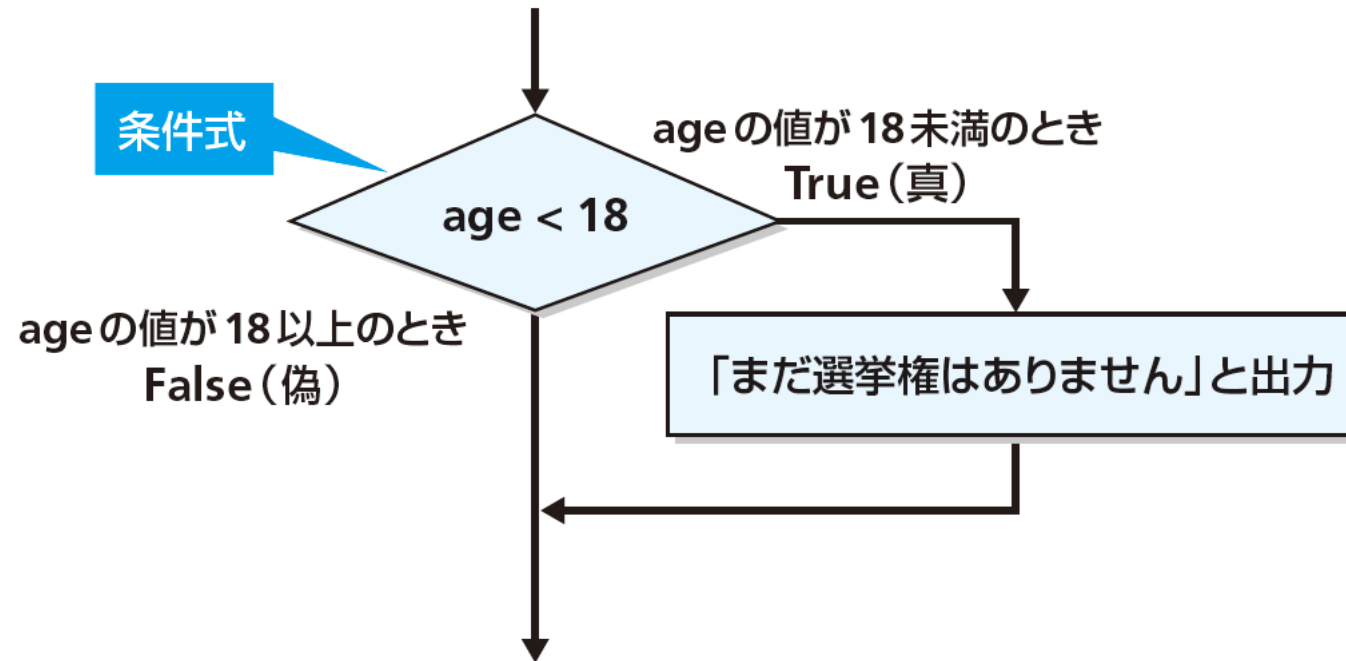 条件式
ageの値が18未満のとき
True(真)
age < 18
ageの値が18以上のとき
False(偽)
「まだ選挙権はありません」と出力